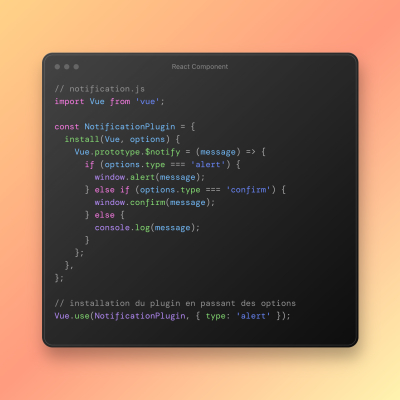 React Component
// notification.js
import Vue from 'vue';

const NotificationPlugin = {
  install(Vue, options) {
    Vue.prototype.$notify = (message) => {
      if (options.type === 'alert') {
        window.alert(message);
      } else if (options.type === 'confirm') {
        window.confirm(message);
      } else {
        console.log(message);
      }
    };
  },
};

// installation du plugin en passant des options
Vue.use(NotificationPlugin, { type: 'alert' });